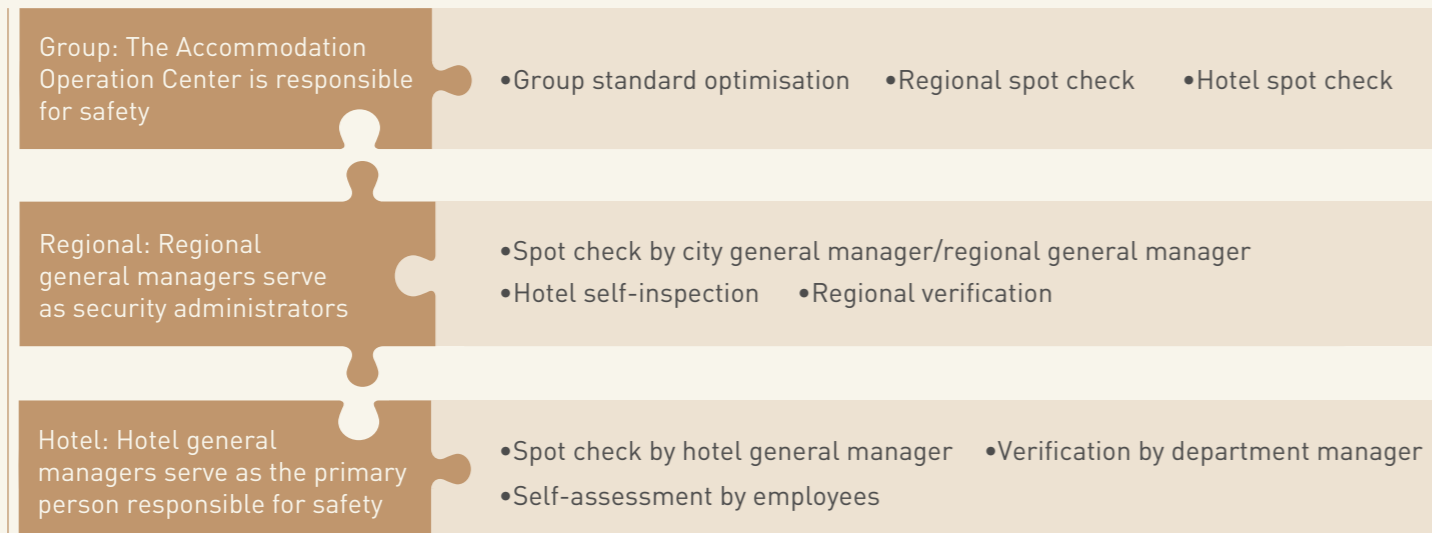 Group: The Accommodation
Operation Center is responsible
for safety
•Group standard optimisation •Regional spot check •Hotel spot check
Regional: Regional
general managers serve
as security administrators
•Spot check by city general manager/regional general manager
•Hotel self-inspection •Regional verification
Hotel: Hotel general
managers serve as the primary
person responsible for safety
•Spot check by hotel general manager •Verification by department manager
•Self-assessment by employees